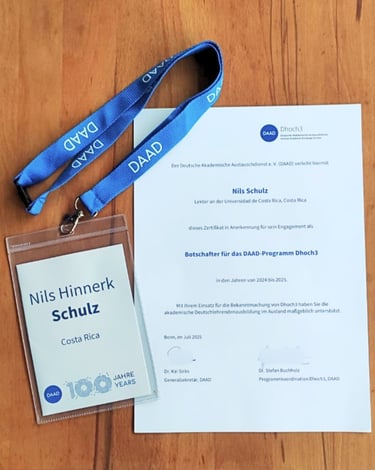 DAAD
DAAD
DAAD
DAAD
DAAD
Nils Hinnerk
Schulz
Costa Rica
DAAD
100 JAHRE
YEARS
DAAD
Dhoch3
Der Deutsche Akademische Austauschdienst e. V. (DAAD) verleiht hiermit
Nils Schulz
Lektor an der Universidad de Costa Rica, Costa Rica
dieses Zertifikat in Anerkennung für sein Engagement als
Botschafter für das DAAD-Programm Dhoch3
in den Jahren von 2024 bis 2025.
Mit Ihrem Einsatz für die Bekanntmachung von Dhoch3 haben Sie die
akademische Deutschlehrendenausbildung im Ausland maßgeblich unterstützt.
Bonn, im Juli 2025
Dr. Kai Sicks
Generalsekretär, DAAD
Dr. Stefan Buchholz
Programmkoordination Dhoch3, DAAD